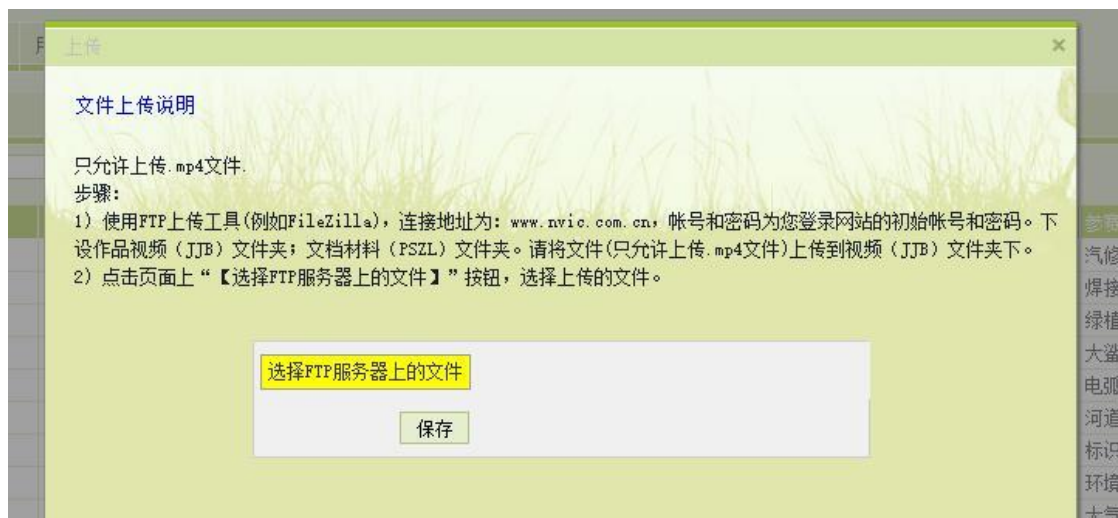 上传
×
文件上传说明
只允许上传.mp4文件.
步骤:
1) 使用FTP上传工具(例如FileZilla), 连接地址为: www.nvic.com.cn, 帐号和密码为您登录网站的初始帐号和密码。下
设作品视频 (JJB) 文件夹; 文档材料 (PSZL) 文件夹。请将文件(只允许上传.mp4文件)上传到视频 (JJB) 文件夹下。
2) 点击页面上“【选择FTP服务器上的文件】”按钮, 选择上传的文件。
选择FTP服务器上的文件
保存
汽修
焊接
绿植
大
电弧
河道
标识
环境